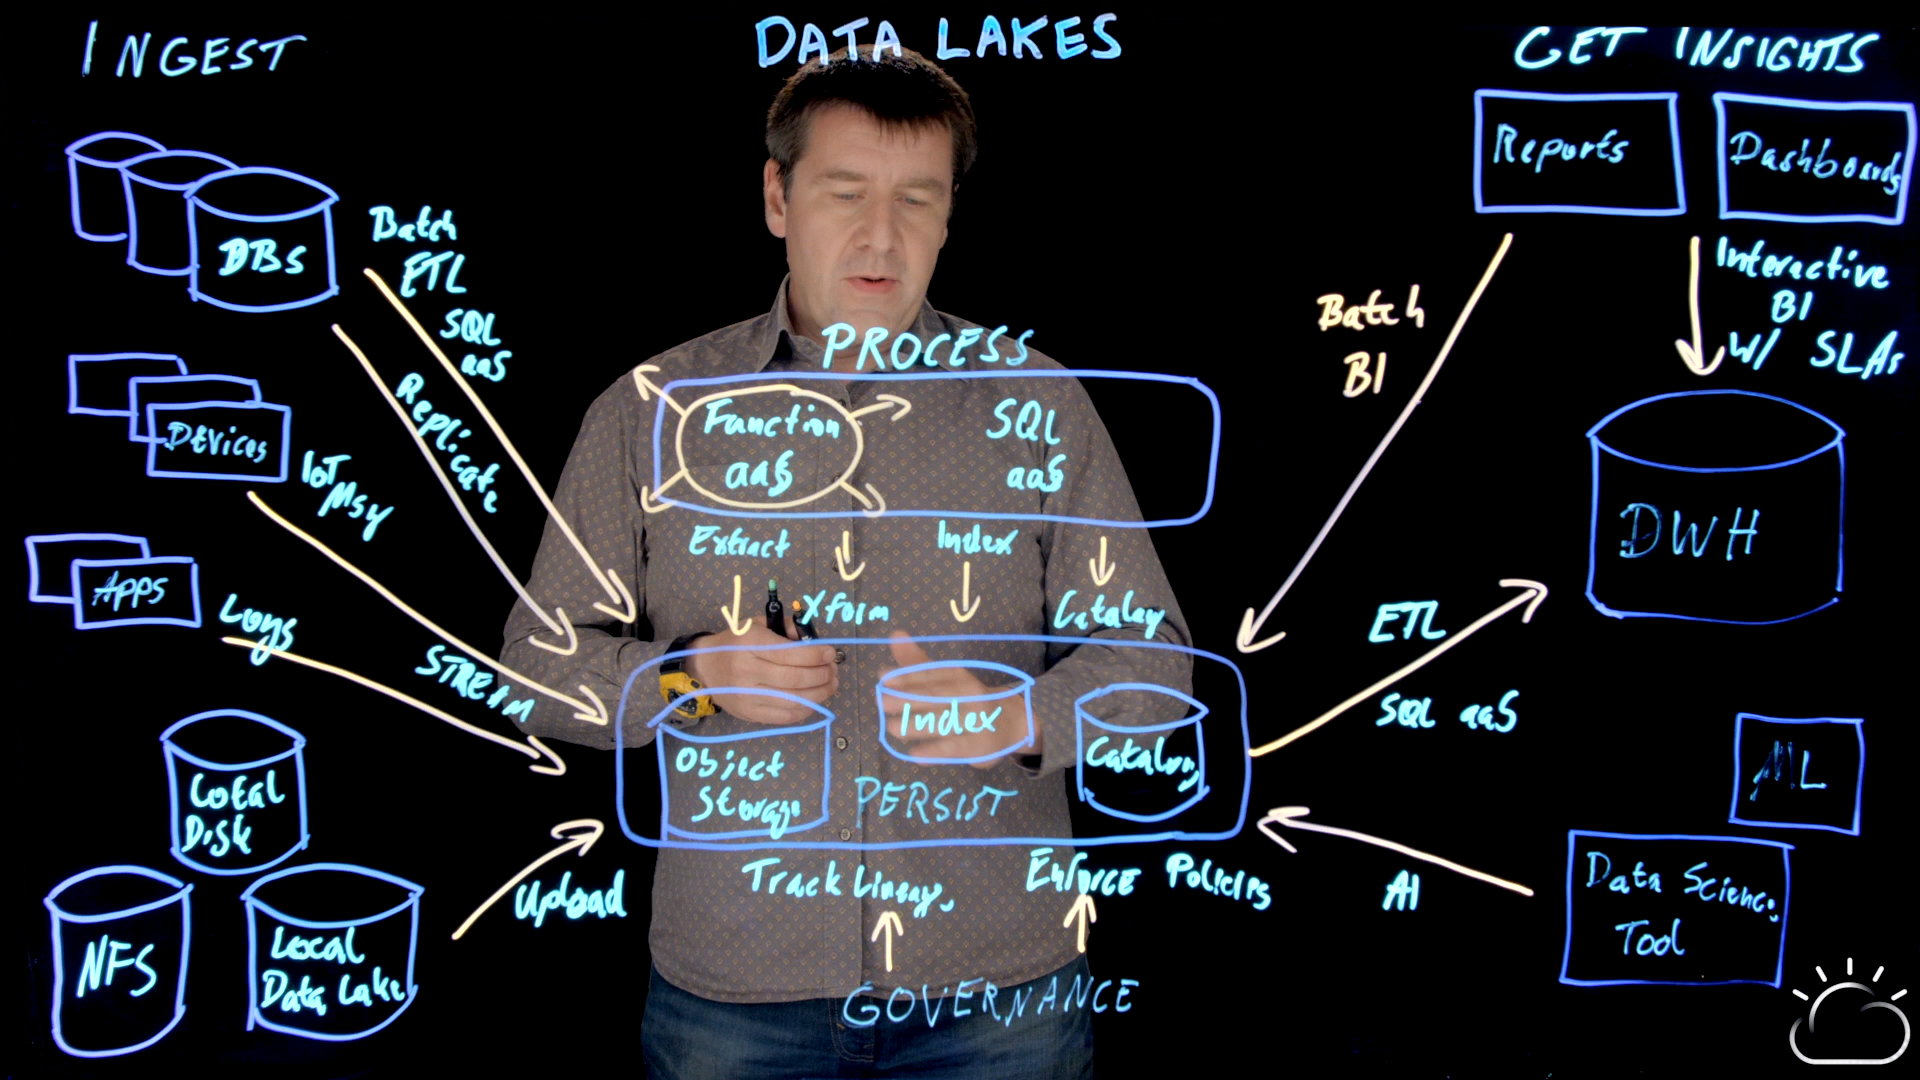 INGEST
DATA LAKES
GET INSIGHTS
DBs
Batch
ETL
SQL
aaS
Replicate
Devices
IoT
Msg
Apps
Logs
STREAM
Local
Disk
NFS
Local
Data Lake
Upload
PROCESS
Function
aaS
SQL
aaS
Extract
Xform
Index
Catalog
Object
Storage
Index
Catalog
PERSIST
Track Lineage
Enforce Policies
GOVERNANCE
Reports
Dashboards
Batch
BI
Interactive
BI
w/ SLAs
DWH
ETL
SQL aaS
ML
Data Science
Tool
AI